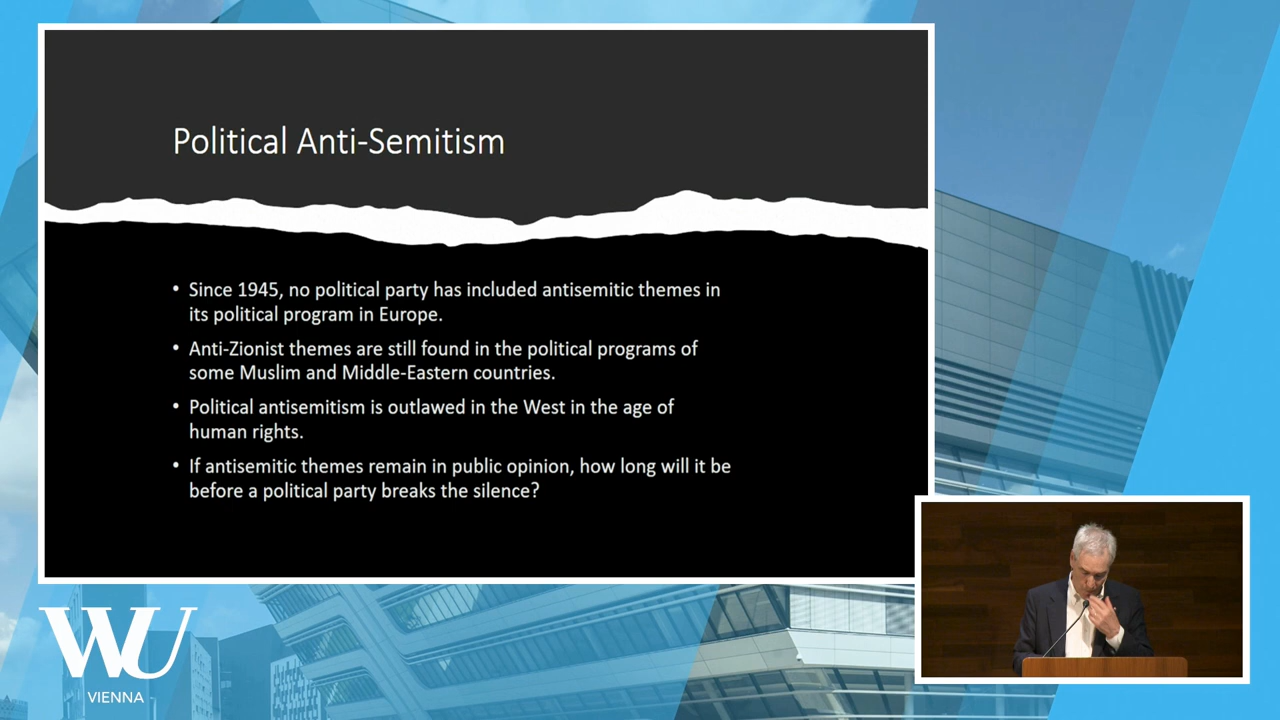 Political Anti-Semitism
• Since 1945, no political party has included antisemitic themes in
its political program in Europe.
• Anti-Zionist themes are still found in the political programs of
some Muslim and Middle-Eastern countries.
• Political antisemitism is outlawed in the West in the age of
human rights.
• If antisemitic themes remain in public opinion, how long will it be
before a political party breaks the silence?
WU
VIENNA